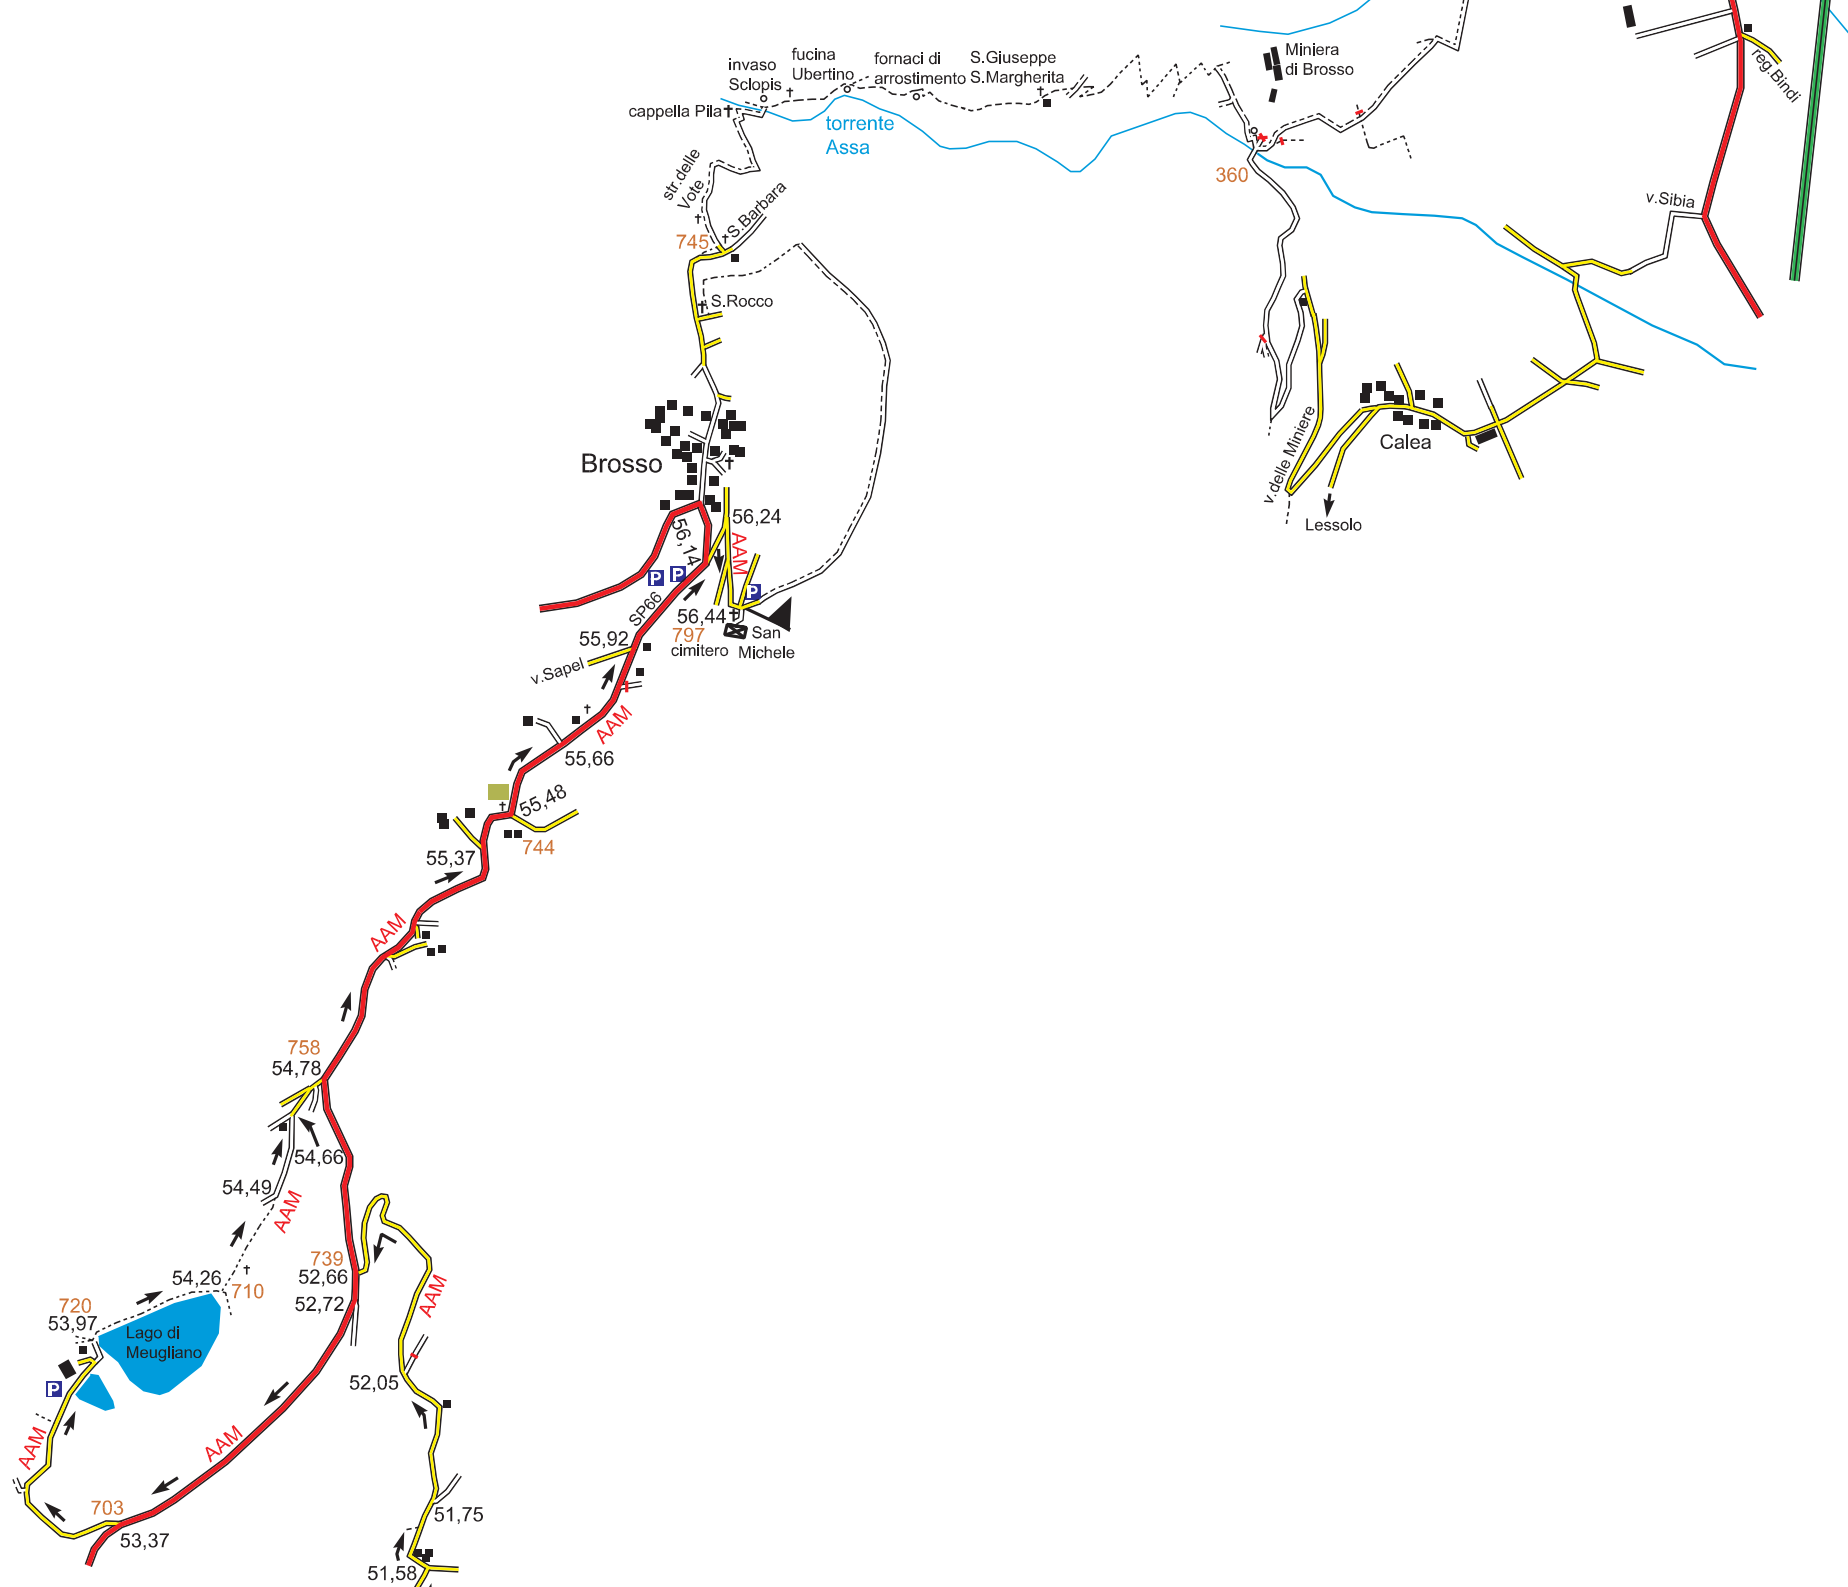 fucina
Ubertino
fornaci di
arrostimento
S.Giuseppe
S.Margherita
invaso
Sclopis
cappella Pila
torrente
Assa
Miniera
di Brosso
reg.Bindi
360
v.Sibia
str.delle
Vote
S.Barbara
745
S.Rocco
Brosso
Calea
v.delle Miniere
Lessolo
56,24
56,14
AAM
P
P
P
SP66
56,44
797
cimitero
San
Michele
55,92
v.Sapel
AAM
55,66
55,48
744
55,37
AAM
758
54,78
54,66
54,49
AAM
739
52,66
52,72
54,26
710
720
53,97
Lago di
Meugliano
P
AAM
52,05
AAM
AAM
703
53,37
51,75
51,58